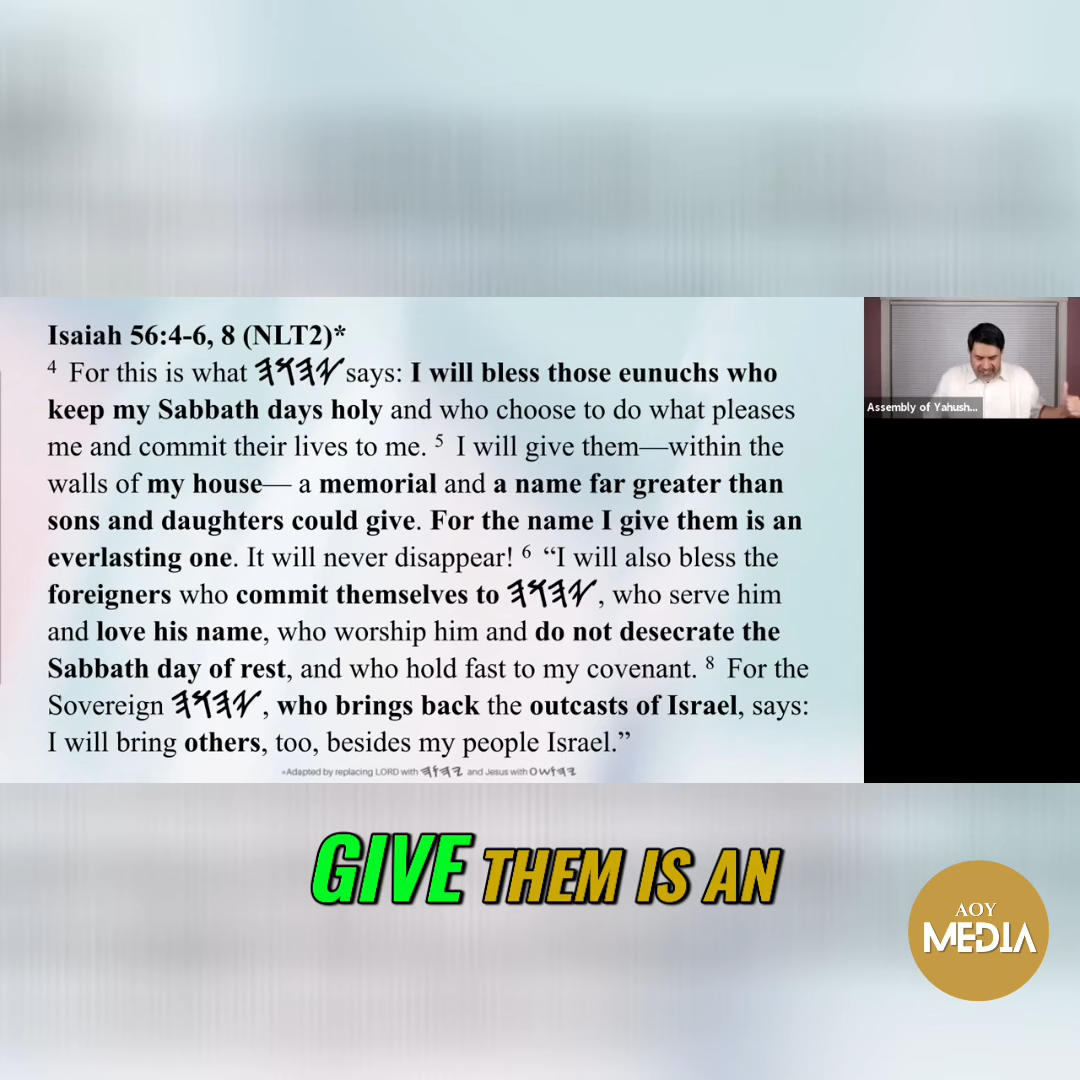 Isaiah 56:4-6, 8 (NLT2)*
4 For this is what 𐤉𐤄𐤅𐤄 says: I will bless those eunuchs who
keep my Sabbath days holy and who choose to do what pleases
me and commit their lives to me. 5 I will give them—within the
walls of my house— a memorial and a name far greater than
sons and daughters could give. For the name I give them is an
everlasting one. It will never disappear! 6 “I will also bless the
foreigners who commit themselves to 𐤉𐤄𐤅𐤄, who serve him
and love his name, who worship him and do not desecrate the
Sabbath day of rest, and who hold fast to my covenant. 8 For the
Sovereign 𐤉𐤄𐤅𐤄, who brings back the outcasts of Israel, says:
I will bring others, too, besides my people Israel.”
*Adapted by replacing LORD with 𐤉𐤄𐤅𐤄 and Jesus with 𐤉𐤄𐤅𐤔𐤏
Assembly of Yahush...
GIVE THEM IS AN
AOY
MEDIA